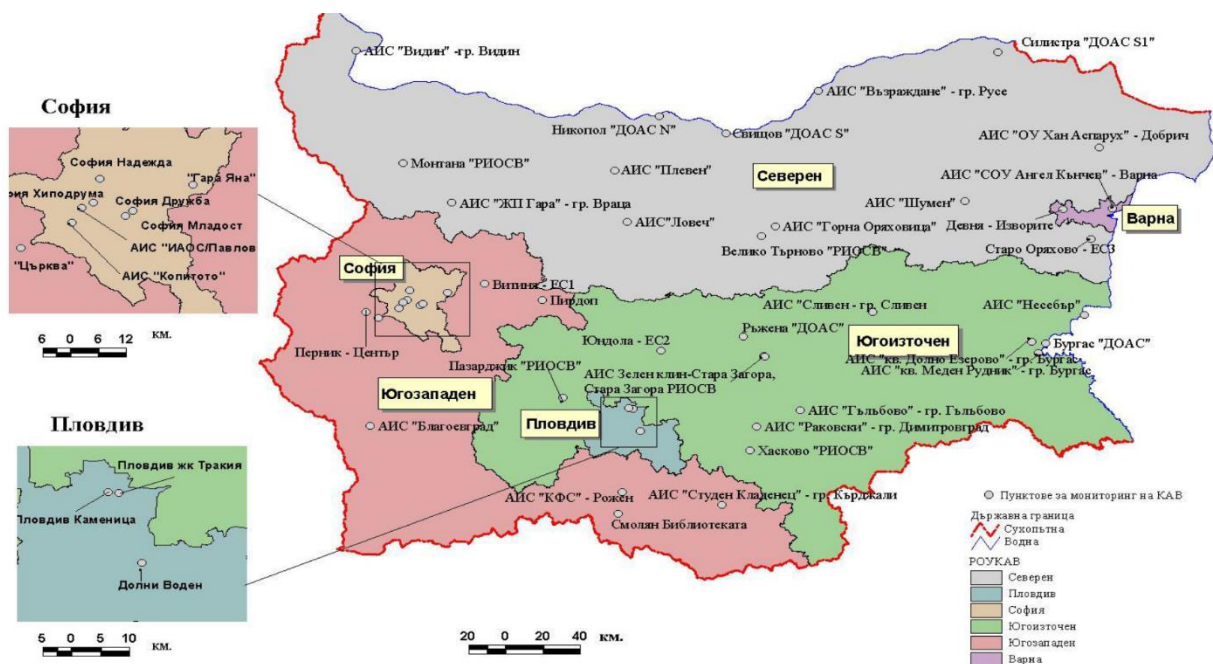 АИС "Видин" -гр. Видин
Силистра "ДОАС S1"
АИС "Възраждане" - гр. Русе
Никопол "ДОАС N"
Свищов "ДОАС S"
АИС "ОУ Хан Аспарух" - Добрич
Монтана "РИОСВ"
АИС "Плевен"
Северен
АИС "СОУ Ангел Кънчев" - Варна
АИС "ЖП Гара" - гр. Враца
АИС "Шумен"
АИС"Ловеч"
АИС "Горна Оряховица"
Девня - Изворите
Варна
Велико Търново "РИОСВ"
Старо Оряхово - ЕС3
София
Витиня - ЕС1
Пирдоп
АИС "Сливен - гр. Сливен
АИС "Несебър"
Перник - Център
Юндола - ЕС2
Ръжена "ДОАС"
Югоизточен
Бургас "ДОАС"
Пазарджик "РИОСВ"
АИС "кв. Долно Езерово" - гр. Бургас
АИС "кв. Меден Рудник" - гр. Бургас
АИС Зелен клин-Стара Загора,
Стара Загора РИОСВ
Югозападен
Пловдив
АИС "Гълъбово" - гр. Гълъбово
АИС "Благоевград"
АИС "Раковски" - гр. Димитровград
Хасково "РИОСВ"
АИС "КФС" - Рожен
АИС "Студен Кладенец" - гр. Кърджали
Смолян Библиотеката
20 0 20 40 км.
София
София Надежда
"Гара Яна"
рия Хиподрума
София Дружба
София Младост
АИС "ИАОС/Павлов
"Църква"
АИС "Копитото"
6 0 6 12 км.
Пловдив
Пловдив жк Тракия
Пловдив Каменица
Долни Воден
5 0 5 10 км.
Пунктове за мониторинг на КАВ
Държавна граница
Сухопътна
Водна
РОУКАВ
Северен
Пловдив
София
Югоизточен
Югозападен
Варна